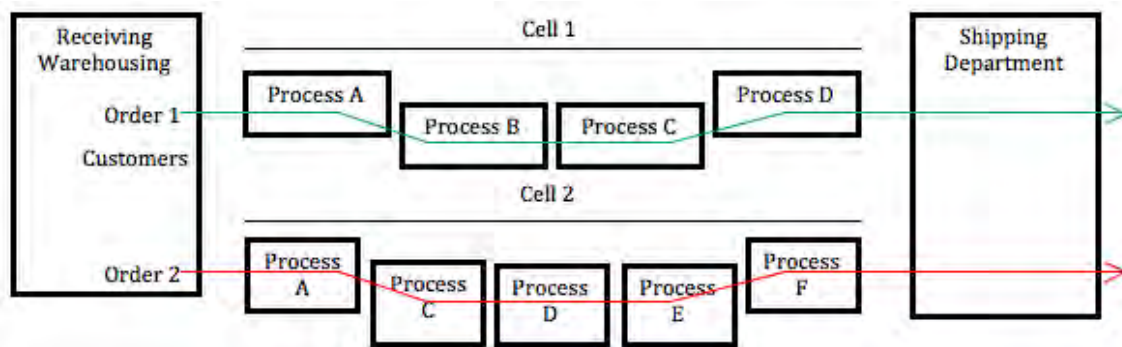 Receiving
Warehousing
Order 1
Customers
Order 2
Cell 1
Process A
Process B
Process C
Process D
Cell 2
Process
A
Process
C
Process
D
Process
E
Process
F
Shipping
Department